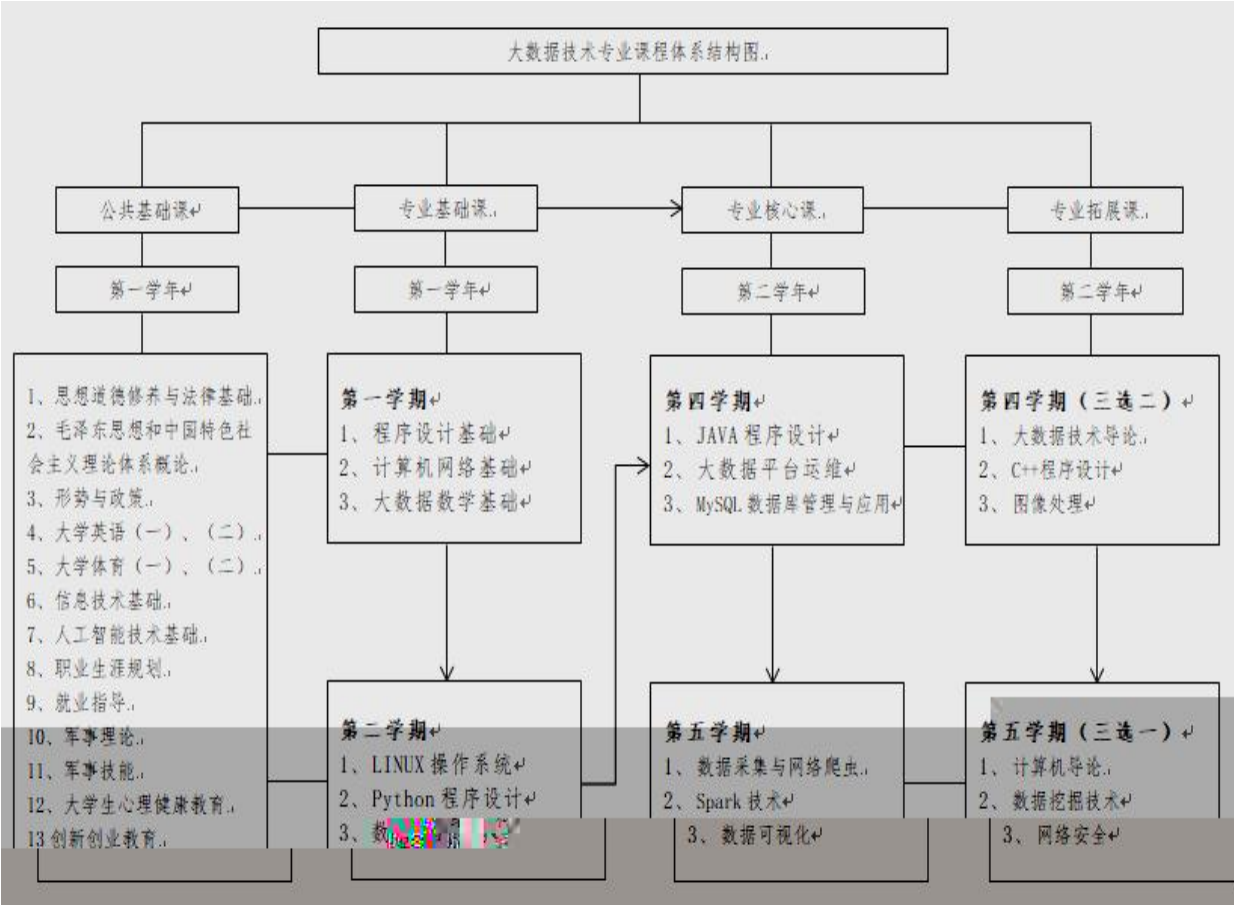 大数据技术专业课程体系结构图
公共基础课
专业基础课
专业核心课
专业拓展课
第一学年
第一学年
第二学年
第二学年
1、思想道德修养与法律基础
2、毛泽东思想和中国特色社
会主义理论体系概论
3、形势与政策
4、大学英语（一）、（二）
5、大学体育（一）、（二）
6、信息技术基础
7、人工智能技术基础
8、职业生涯规划
9、就业指导
10、军事理论
11、军事技能
12、大学生心理健康教育
13 创新创业教育
第一学期
1、程序设计基础
2、计算机网络基础
3、大数据数学基础
第二学期
1、LINUX 操作系统
2、Python 程序设计
3、数
第四学期
1、JAVA 程序设计
2、大数据平台运维
3、MySQL 数据库管理与应用
第五学期
1、数据采集与网络爬虫
2、Spark 技术
3、数据可视化
第四学期（三选二）
1、大数据技术导论
2、C++程序设计
3、图像处理
第五学期（三选一）
1、计算机导论
2、数据挖掘技术
3、网络安全